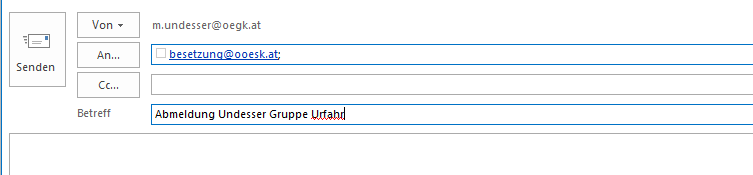 Von m.undesser@oegk.at
Senden An... besetzung@ooesk.at;
Cc...
Betreff Abmeldung Undesser Gruppe Urfahr